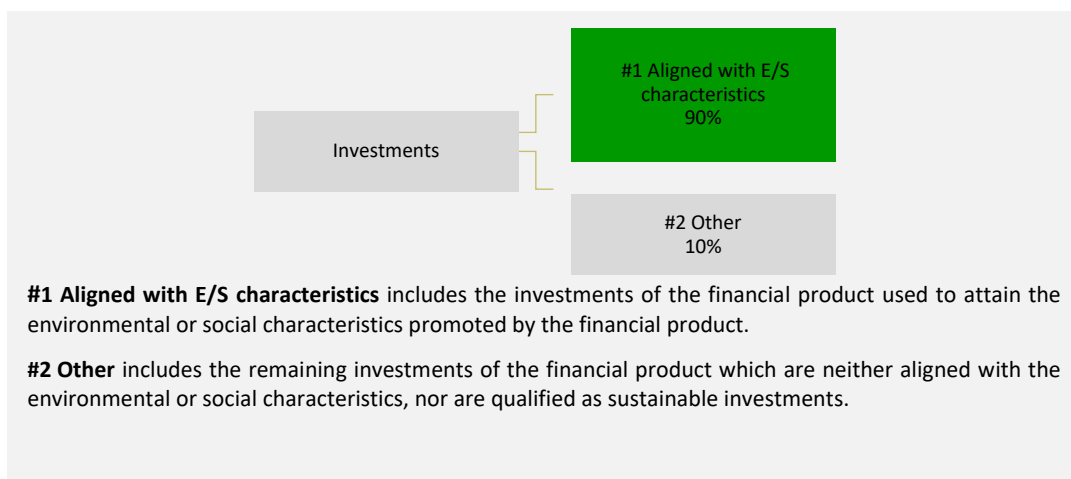 #1 Aligned with E/S
characteristics
90%
Investments
#2 Other
10%
#1 Aligned with E/S characteristics includes the investments of the financial product used to attain the
environmental or social characteristics promoted by the financial product.
#2 Other includes the remaining investments of the financial product which are neither aligned with the
environmental or social characteristics, nor are qualified as sustainable investments.